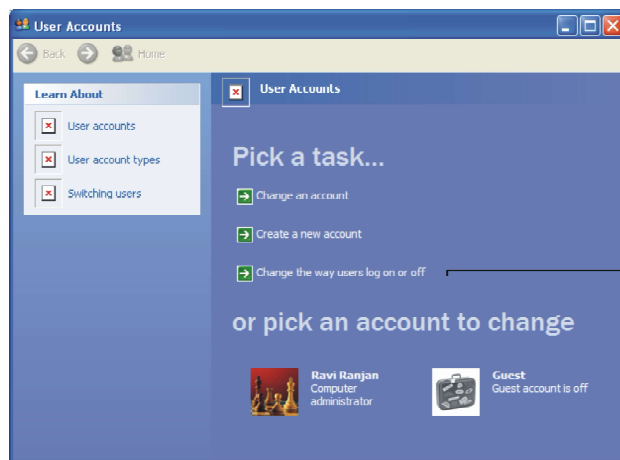 User Accounts
Back
Home
Learn About
User accounts
User account types
Switching users
User Accounts
Pick a task...
Change an account
Create a new account
Change the way users log on or off
or pick an account to change
Ravi Ranjan
Computer
administrator
Guest
Guest account is off